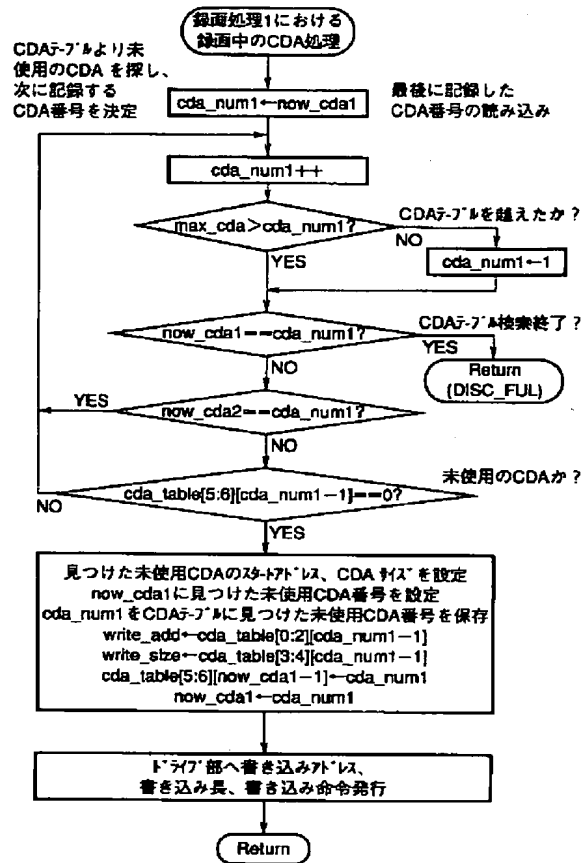 録画処理1における
録画中のCDA処理
CDAテーブルより未
使用のCDA を探し、
次に記録する
CDA番号を決定
cda_num1←now_cda1
最後に記録した
CDA番号の読み込み
cda_num1++
max_cda>cda_num1?
CDAテーブルを越えたか?
NO
YES
cda_num1←1
now_cda1==cda_num1?
CDAテーブル検索終了?
YES
NO
Return
(DISC_FUL)
YES
now_cda2==cda_num1?
NO
未使用のCDAか?
cda_table[5:6][cda_num1-1]==0?
NO
YES
見つけた未使用CDAのスタートアドレス、CDA サイズを設定
now_cda1に見つけた未使用CDA番号を設定
cda_num1をCDAテーブルに見つけた未使用CDA番号を保存
write_add←cda_table[0:2][cda_num1-1]
write_size←cda_table[3:4][cda_num1-1]
cda_table[5:6][now_cda1-1]←cda_num1
now_cda1←cda_num1
ドライブ部へ書き込みアドレス、
書き込み長、書き込み命令発行
Return